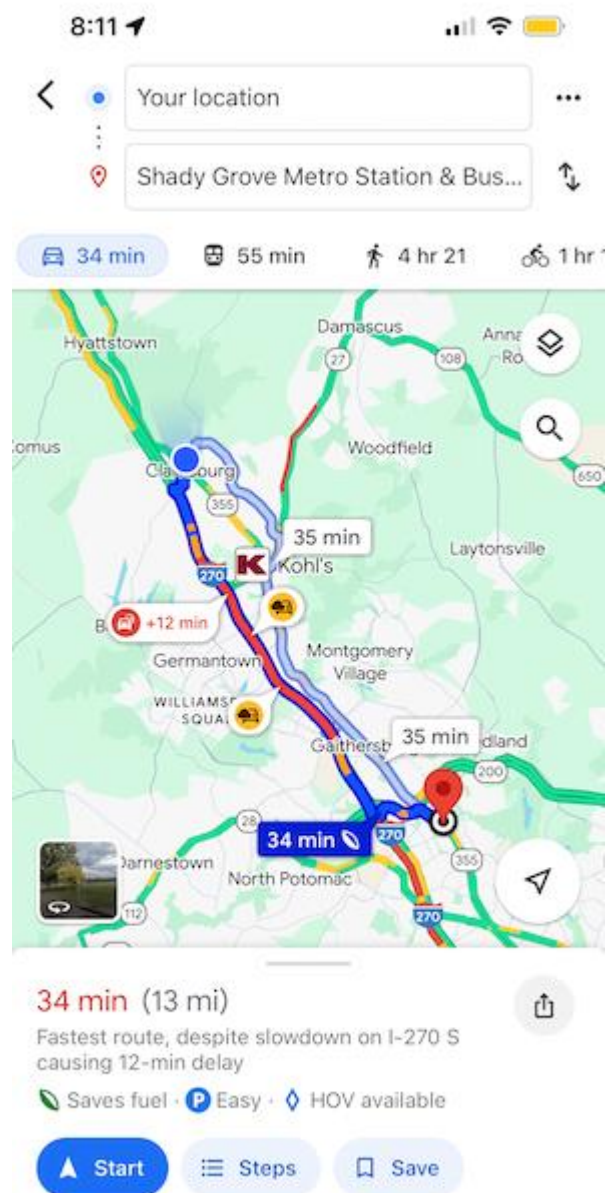 8:11
Your location
Shady Grove Metro Station & Bus...
34 min
55 min
4 hr 21
1 hr
Hyattstown
Damascus
27
108
650
355
Woodfield
35 min
270
K
Kohl's
Laytonsville
+12 min
Germantown
Montgomery
Village
35 min
200
28
34 min
270
355
Darnestown
North Potomac
112
270
34 min (13 mi)
Fastest route, despite slowdown on I-270 S
causing 12-min delay
Saves fuel · P Easy · HOV available
Start
Steps
Save